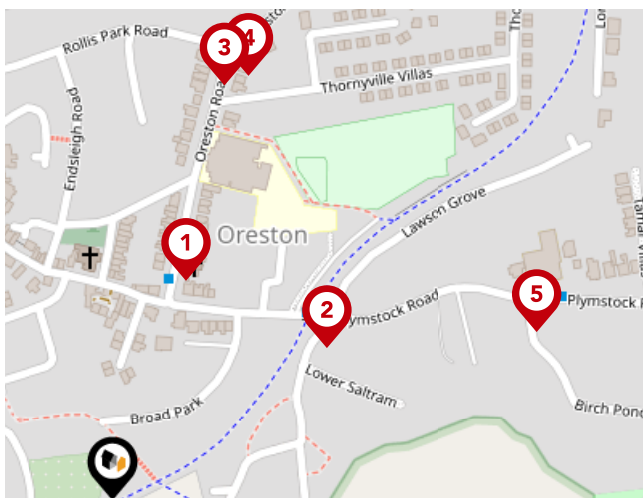 Rollis Park Road
3
4
Thornyville Villas
Oreston Road
Endsleigh Road
Oreston
Lawson Grove
1
2
Plymstock Road
5
Plymstock R
Lower Saltram
Broad Park
Birch Pond